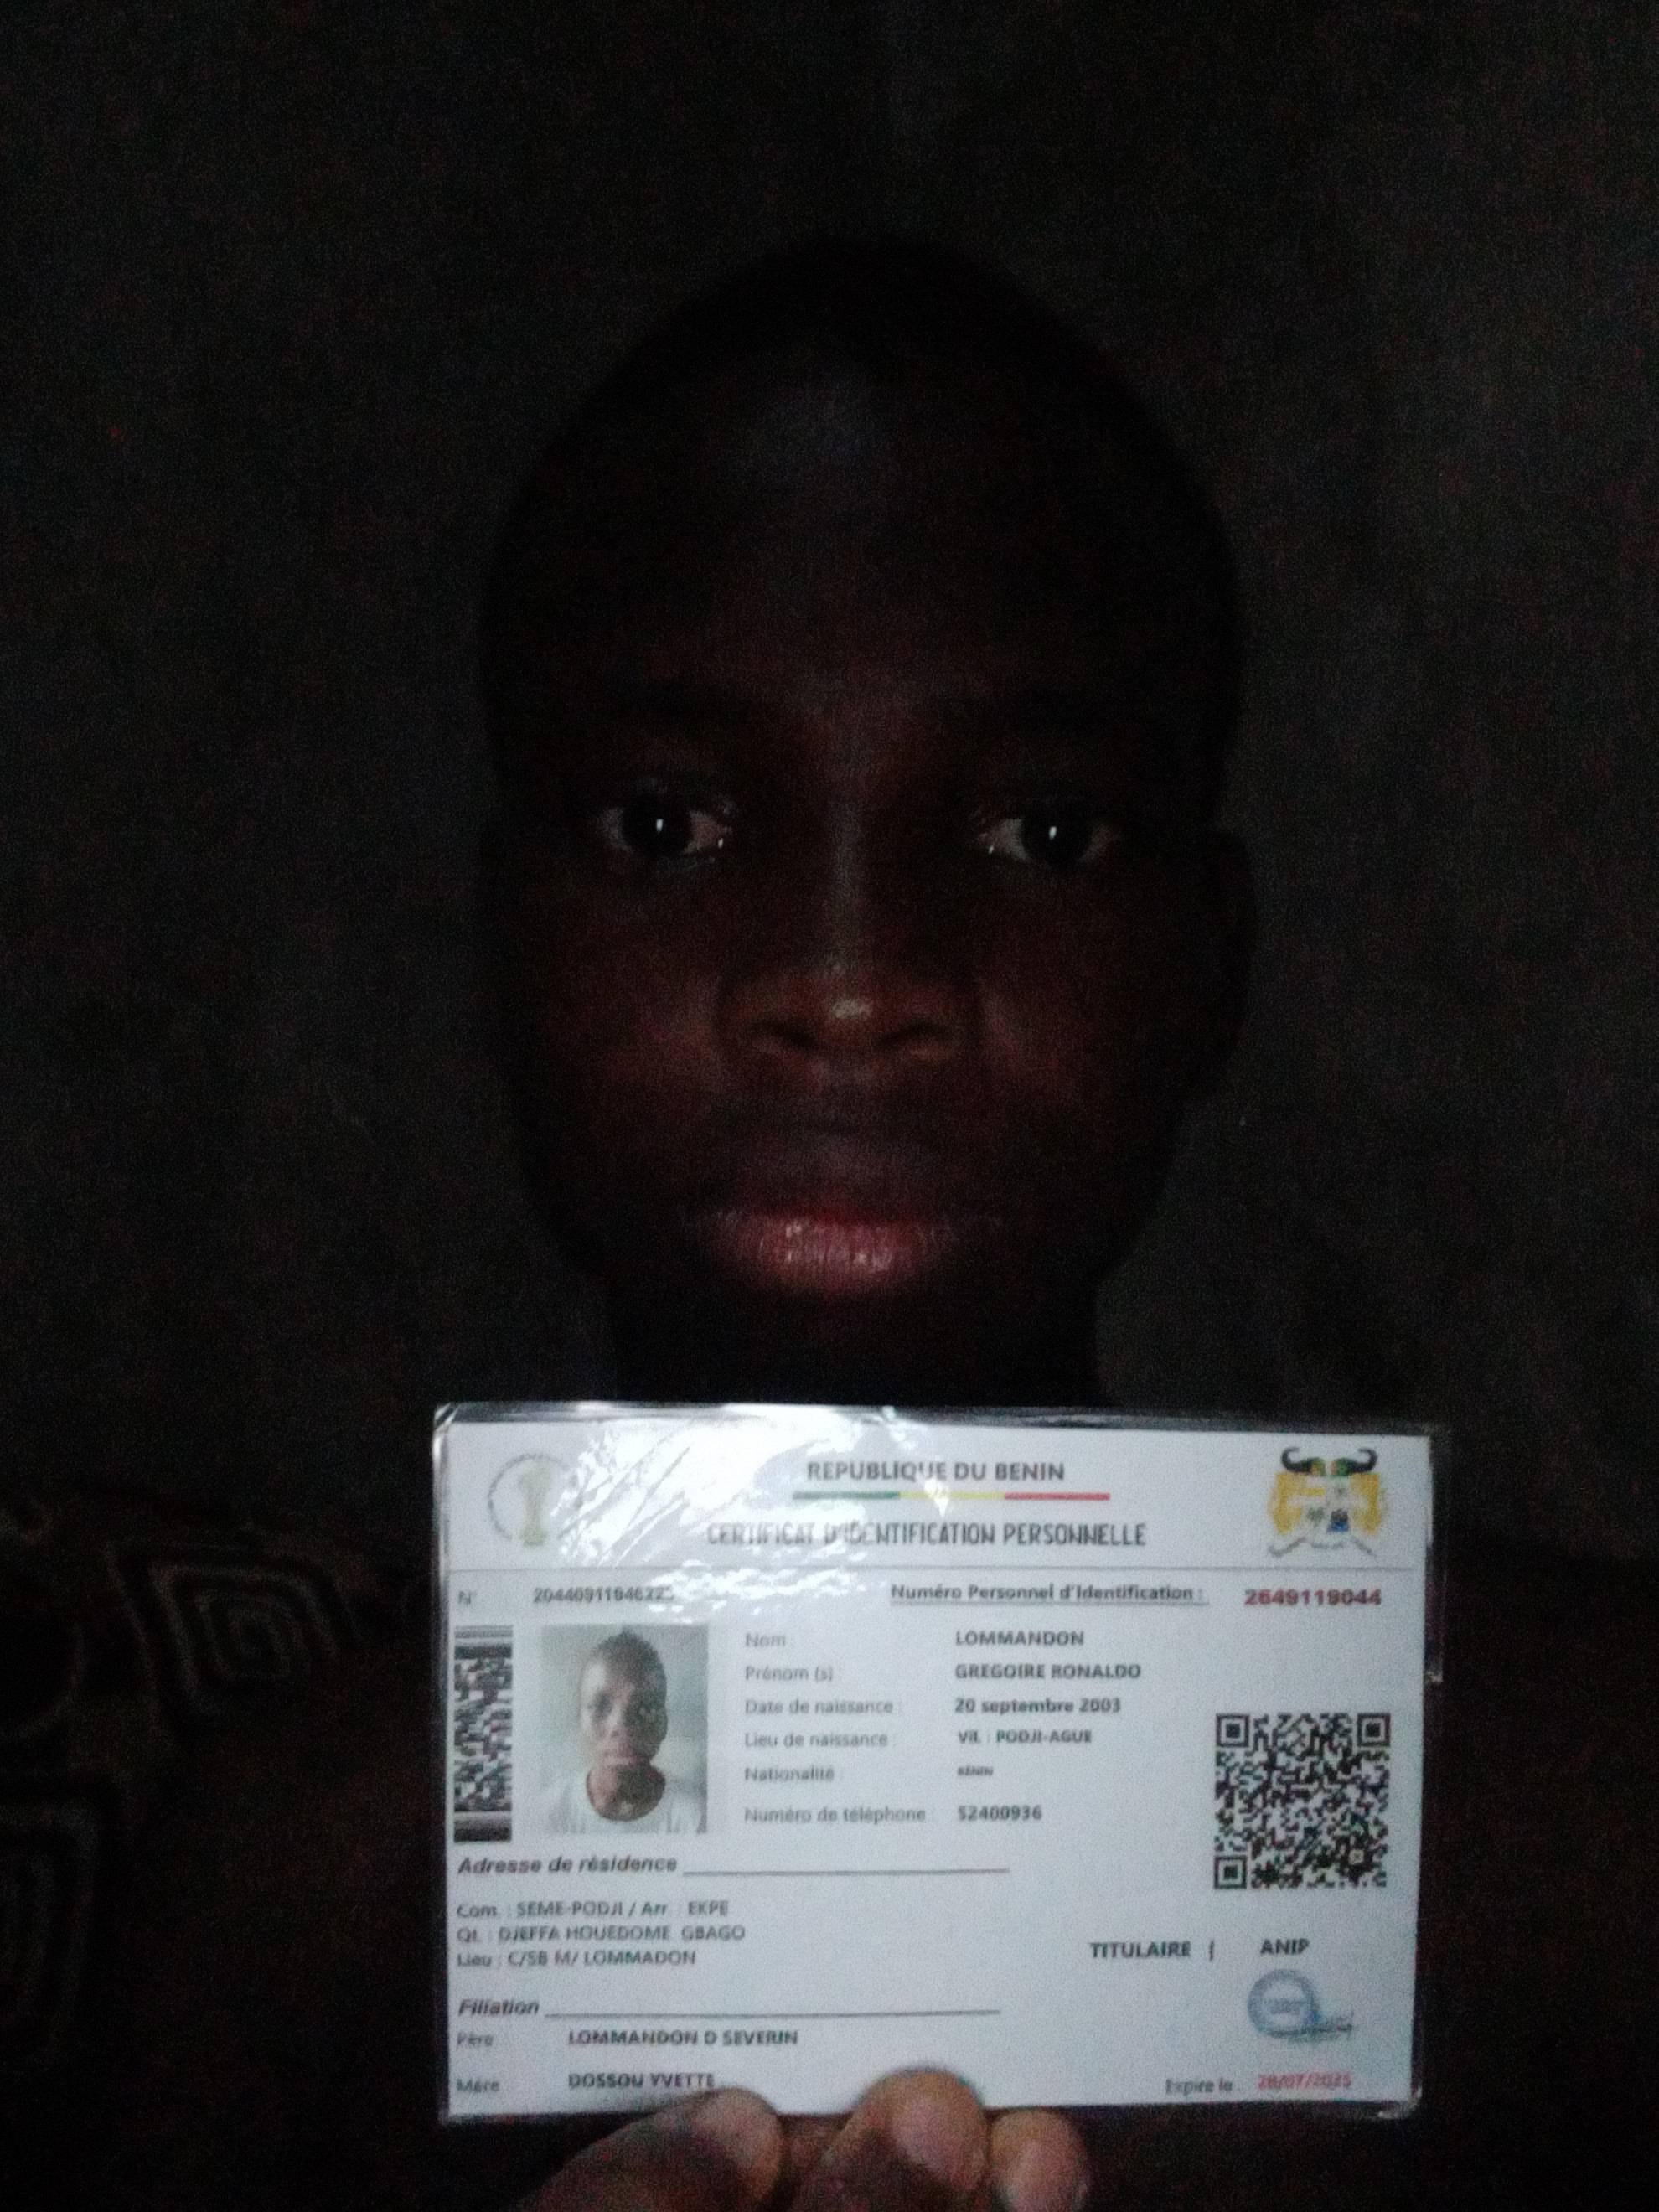 REPUBLIQUE DU BENIN
CERTIFICAT D'IDENTIFICATION PERSONNELLE
N° Numéro Personnel d'Identification : 2649119044
Nom LOMMANDON
Prénom (s) : GREGOIRE RONALDO
Date de naissance : 20 septembre 2003
Lieu de naissance : Vil. : PODJI-AGUE
Nationalité : BENIN
Numéro de téléphone 52400936
Adresse de résidence
Com. : SEME-PODJI / Arr. : EKPE
Qt. : DJEFFA HOUEDOME GBAGO
Lieu : C/SB M/ LOMMADON
TITULAIRE | ANIP
Filiation
Père LOMMANDON D SEVERIN
Mère DOSSOU YVETTE
Expire le : 28/07/2025